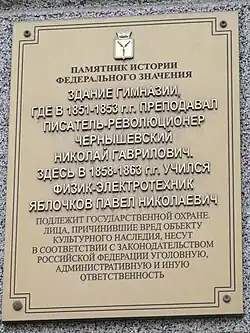 ПАМЯТНИК ИСТОРИИ
ФЕДЕРАЛЬНОГО ЗНАЧЕНИЯ
ЗДАНИЕ ГИМНАЗИИ,
ГДЕ В 1851-1853 г.г. ПРЕПОДАВАЛ
ПИСАТЕЛЬ-РЕВОЛЮЦИОНЕР
ЧЕРНЫШЕВСКИЙ
НИКОЛАЙ ГАВРИЛОВИЧ.
ЗДЕСЬ В 1858-1863 г.г. УЧИЛСЯ
ФИЗИК-ЭЛЕКТРОТЕХНИК
ЯБЛОЧКОВ ПАВЕЛ НИКОЛАЕВИЧ
ПОДЛЕЖИТ ГОСУДАРСТВЕННОЙ ОХРАНЕ.
ЛИЦА, ПРИЧИНИВШИЕ ВРЕД ОБЪЕКТУ
КУЛЬТУРНОГО НАСЛЕДИЯ, НЕСУТ
В СООТВЕТСТВИИ С ЗАКОНОДАТЕЛЬСТВОМ
РОССИЙСКОЙ ФЕДЕРАЦИИ УГОЛОВНУЮ,
АДМИНИСТРАТИВНУЮ И ИНУЮ
ОТВЕТСТВЕННОСТЬ